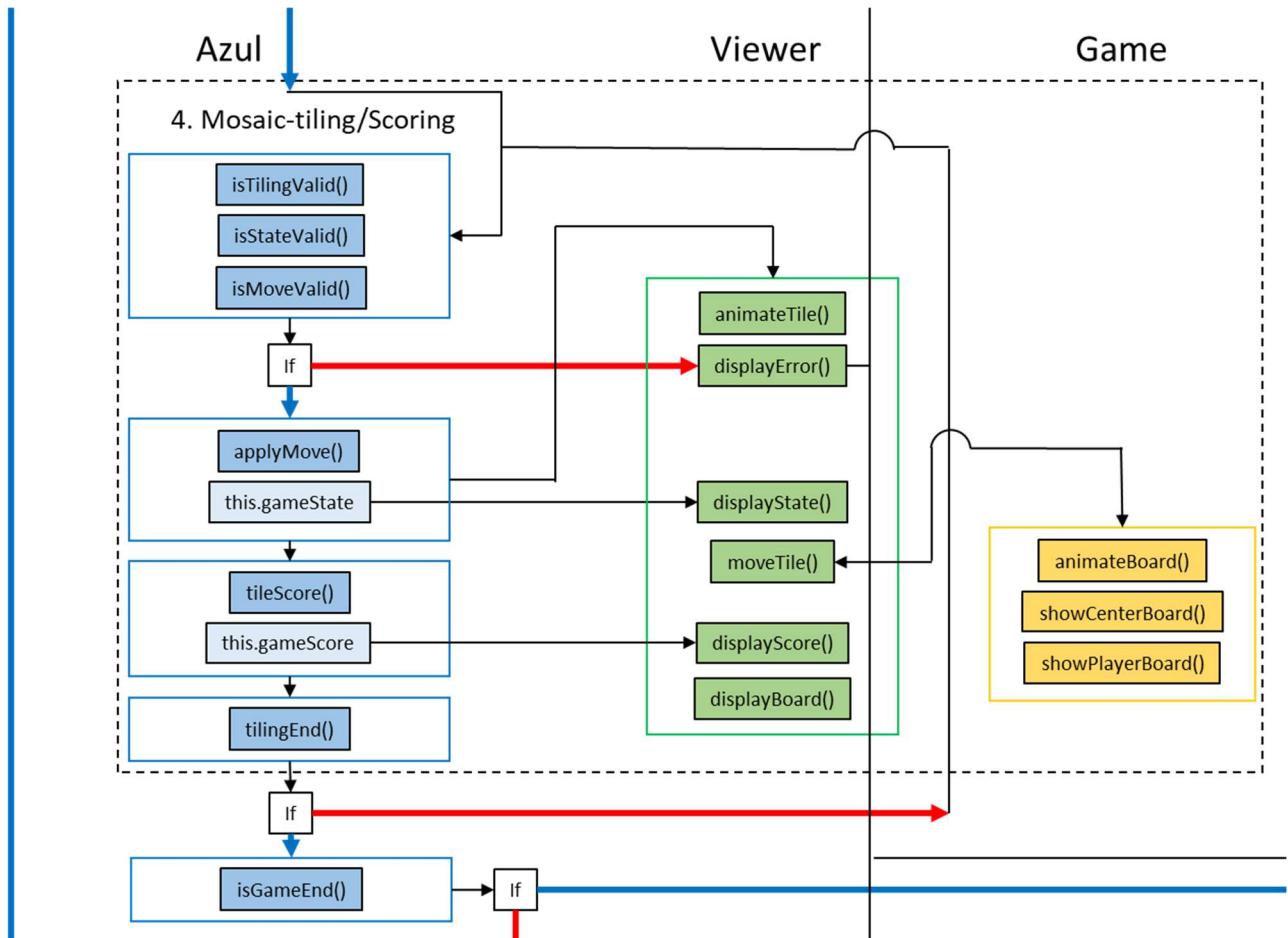 Azul
Viewer
Game
4. Mosaic-tiling/Scoring
isTilingValid()
isStateValid()
isMoveValid()
If
applyMove()
this.gameState
tileScore()
this.gameScore
tilingEnd()
If
isGameEnd()
If
animateTile()
displayError()
displayState()
moveTile()
displayScore()
displayBoard()
animateBoard()
showCenterBoard()
showPlayerBoard()